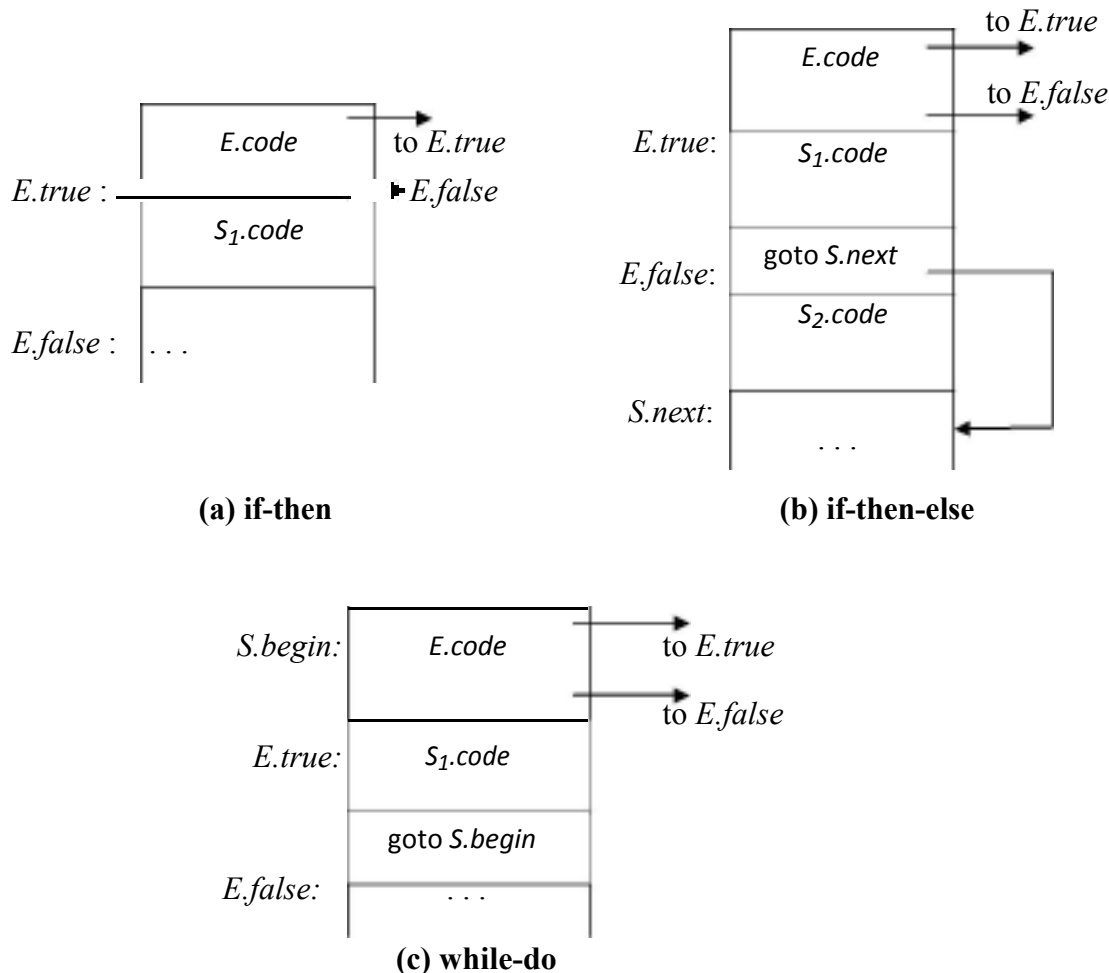 E.code
to E.true
E.true :
E.false
S1.code
E.false :
. . .
(a) if-then
E.code
to E.true
to E.false
E.true:
S1.code
goto S.next
E.false:
S2.code
S.next:
. . .
(b) if-then-else
S.begin:
E.code
to E.true
to E.false
E.true:
S1.code
goto S.begin
E.false:
. . .
(c) while-do